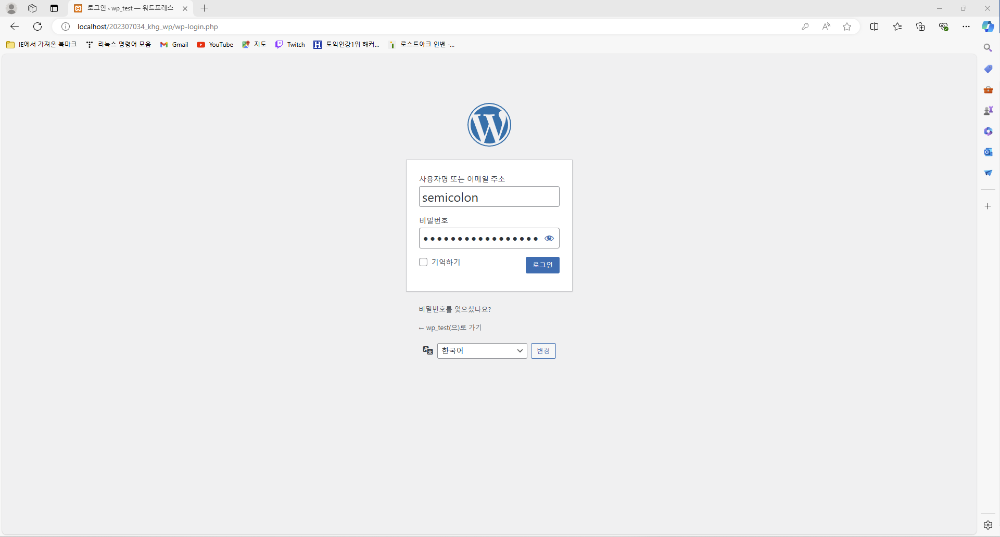 로그인 ‹ wp_test — 워드프레스
localhost/202307034_khg_wp/wp-login.php
IE에서 가져온 북마크 리눅스 명령어 모음 Gmail YouTube 지도 Twitch 토익인강1위 해커... 로스트아크 인벤 -...
사용자명 또는 이메일 주소
semicolon
비밀번호
기억하기 로그인
비밀번호를 잊으셨나요?
← wp_test(으)로 가기
한국어 변경